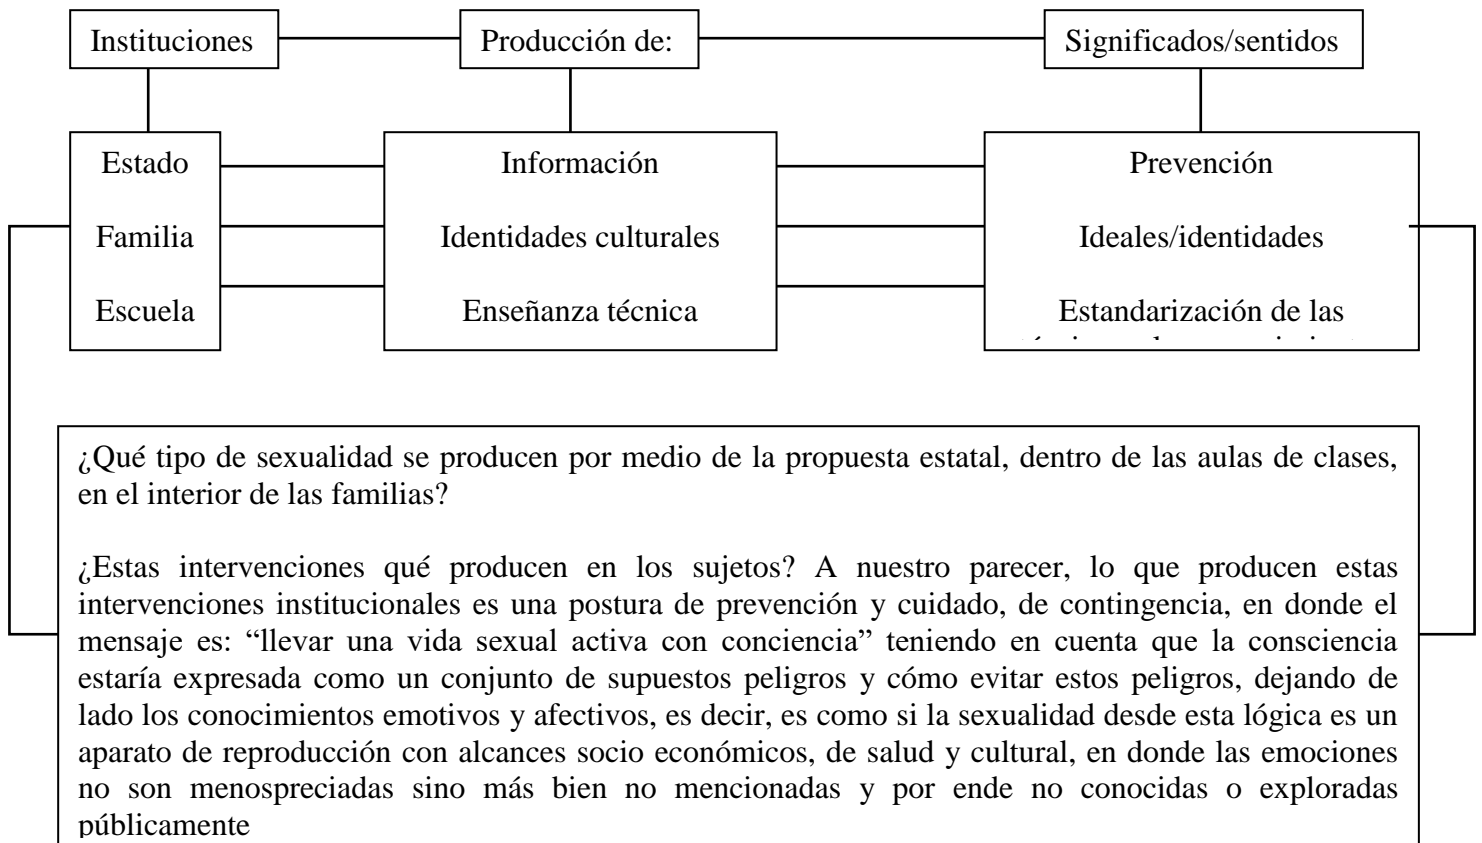 Instituciones
Producción de:
Significados/sentidos
Estado
Familia
Escuela
Información
Identidades culturales
Enseñanza técnica
Prevención
Ideales/identidades
Estandarización de las
¿Qué tipo de sexualidad se producen por medio de la propuesta estatal, dentro de las aulas de clases,
en el interior de las familias?
¿Estas intervenciones qué producen en los sujetos? A nuestro parecer, lo que producen estas
intervenciones institucionales es una postura de prevención y cuidado, de contingencia, en donde el
mensaje es: “llevar una vida sexual activa con conciencia” teniendo en cuenta que la consciencia
estaría expresada como un conjunto de supuestos peligros y cómo evitar estos peligros, dejando de
lado los conocimientos emotivos y afectivos, es decir, es como si la sexualidad desde esta lógica es un
aparato de reproducción con alcances socio económicos, de salud y cultural, en donde las emociones
no son menospreciadas sino más bien no mencionadas y por ende no conocidas o exploradas
públicamente